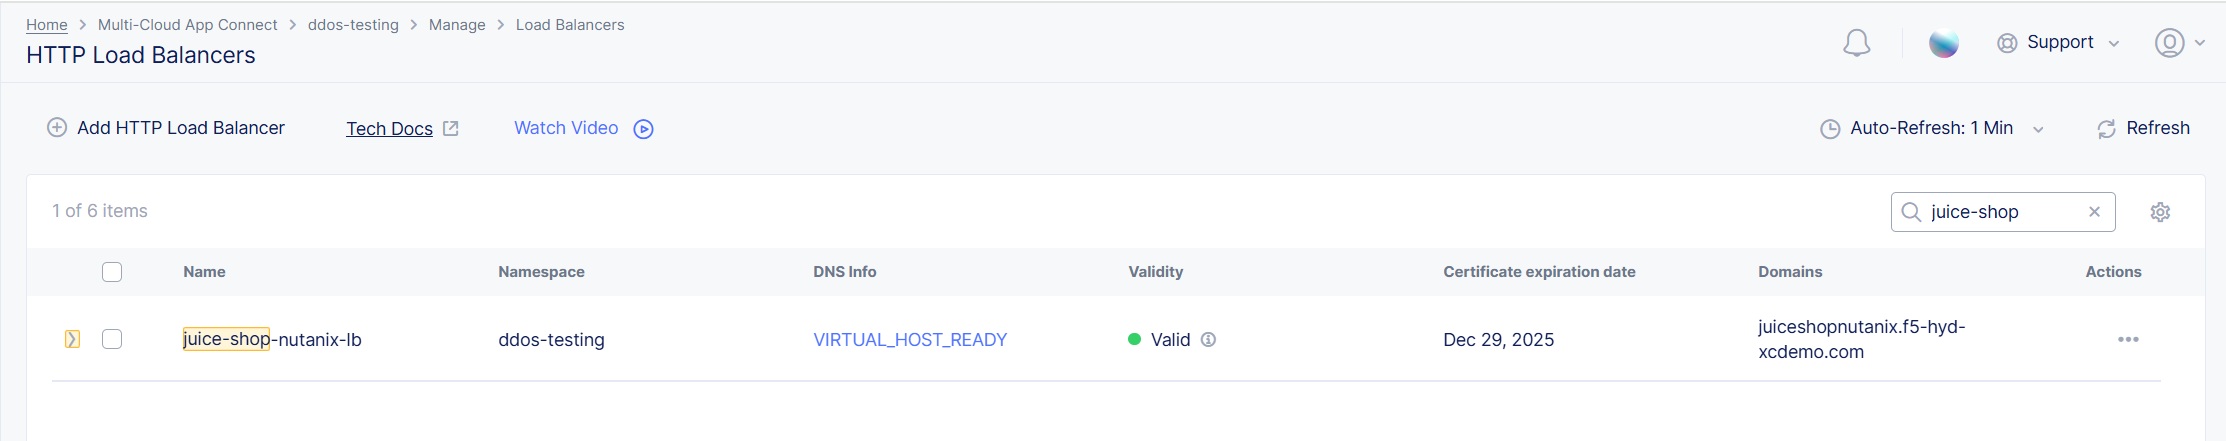 Home > Multi-Cloud App Connect > ddos-testing > Manage > Load Balancers
HTTP Load Balancers
Support
Add HTTP Load Balancer Tech Docs Watch Video Auto-Refresh: 1 Min Refresh
1 of 6 items juice-shop
Name Namespace DNS Info Validity Certificate expiration date Domains Actions
juice-shop-nutanix-lb ddos-testing VIRTUAL_HOST_READY Valid Dec 29, 2025 juiceshopnutanix.f5-hyd-
xcdemo.com